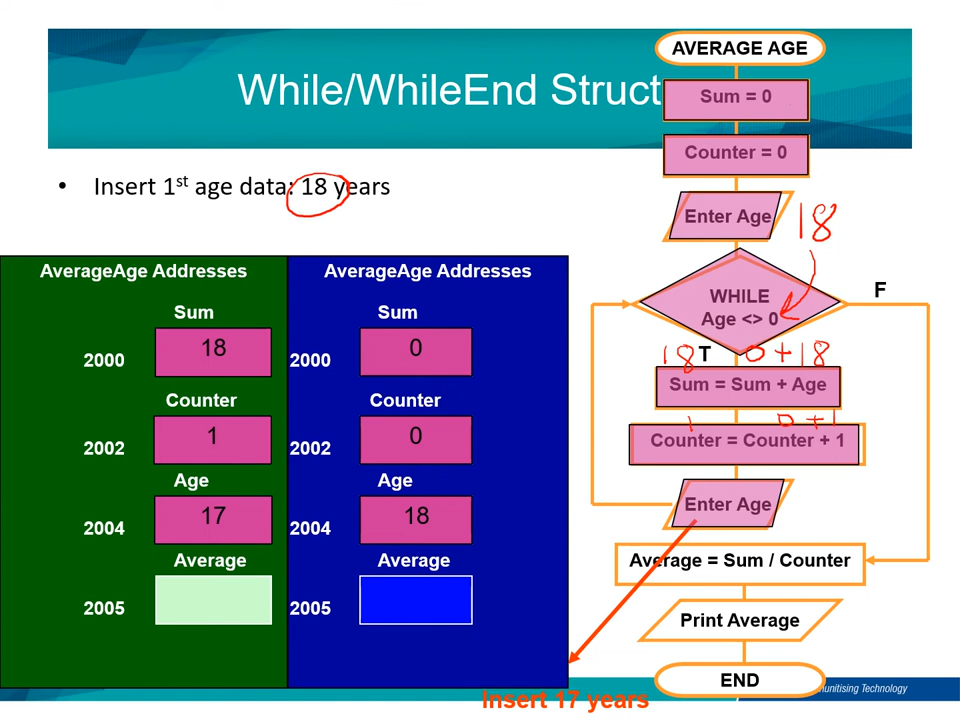 While/WhileEnd Struct
• Insert 1st age data: 18 years
AverageAge Addresses
Sum
2000
18
Counter
2002
1
Age
2004
17
Average
2005
AverageAge Addresses
Sum
2000
0
Counter
2002
0
Age
2004
18
Average
2005
AVERAGE AGE
Sum = 0
Counter = 0
Enter Age
18
WHILE
Age <> 0
F
T
18 0 + 18
Sum = Sum + Age
1 0 + 1
Counter = Counter + 1
Enter Age
Average = Sum / Counter
Print Average
END
Insert 17 years